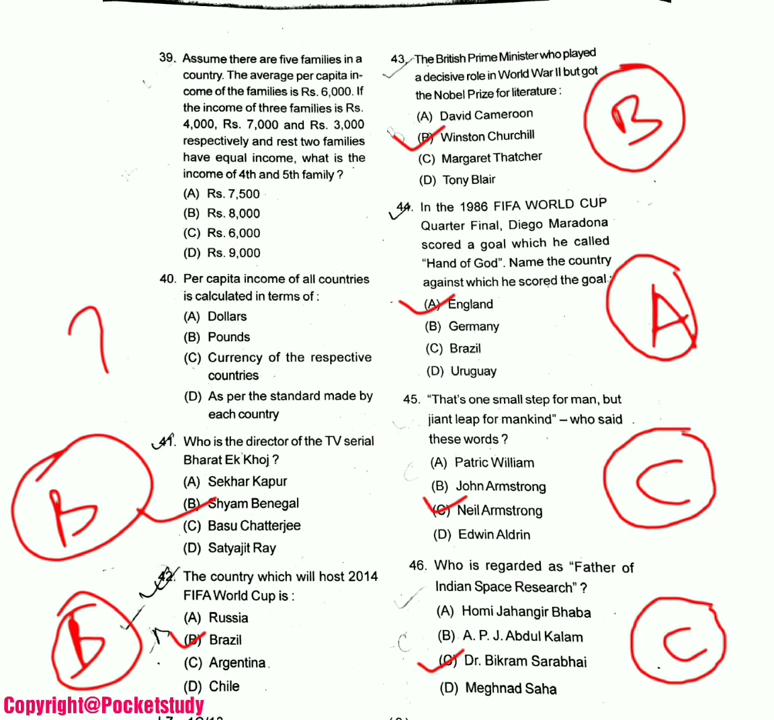 39. Assume there are five families in a
country. The average per capita in-
come of the families is Rs. 6,000. If
the income of three families is Rs.
4,000, Rs. 7,000 and Rs. 3,000
respectively and rest two families
have equal income, what is the
income of 4th and 5th family ?
(A) Rs. 7,500
(B) Rs. 8,000
(C) Rs. 6,000
(D) Rs. 9,000
40. Per capita income of all countries
is calculated in terms of :
(A) Dollars
(B) Pounds
(C) Currency of the respective
countries
(D) As per the standard made by
each country
?
41. Who is the director of the TV serial
Bharat Ek Khoj ?
(A) Sekhar Kapur
(B) Shyam Benegal
(C) Basu Chatterjee
(D) Satyajit Ray
B
42. The country which will host 2014
FIFA World Cup is :
(A) Russia
(B) Brazil
(C) Argentina
(D) Chile
B
43. The British Prime Minister who played
a decisive role in World War II but got
the Nobel Prize for literature :
(A) David Cameroon
(B) Winston Churchill
(C) Margaret Thatcher
(D) Tony Blair
B
44. In the 1986 FIFA WORLD CUP
Quarter Final, Diego Maradona
scored a goal which he called
“Hand of God”. Name the country
against which he scored the goal :
(A) England
(B) Germany
(C) Brazil
(D) Uruguay
A
45. “That's one small step for man, but
jiant leap for mankind” – who said
these words ?
(A) Patric William
(B) John Armstrong
(C) Neil Armstrong
(D) Edwin Aldrin
C
46. Who is regarded as “Father of
Indian Space Research” ?
(A) Homi Jahangir Bhaba
(B) A. P. J. Abdul Kalam
(C) Dr. Bikram Sarabhai
(D) Meghnad Saha
C
Copyright@Pocketstudy